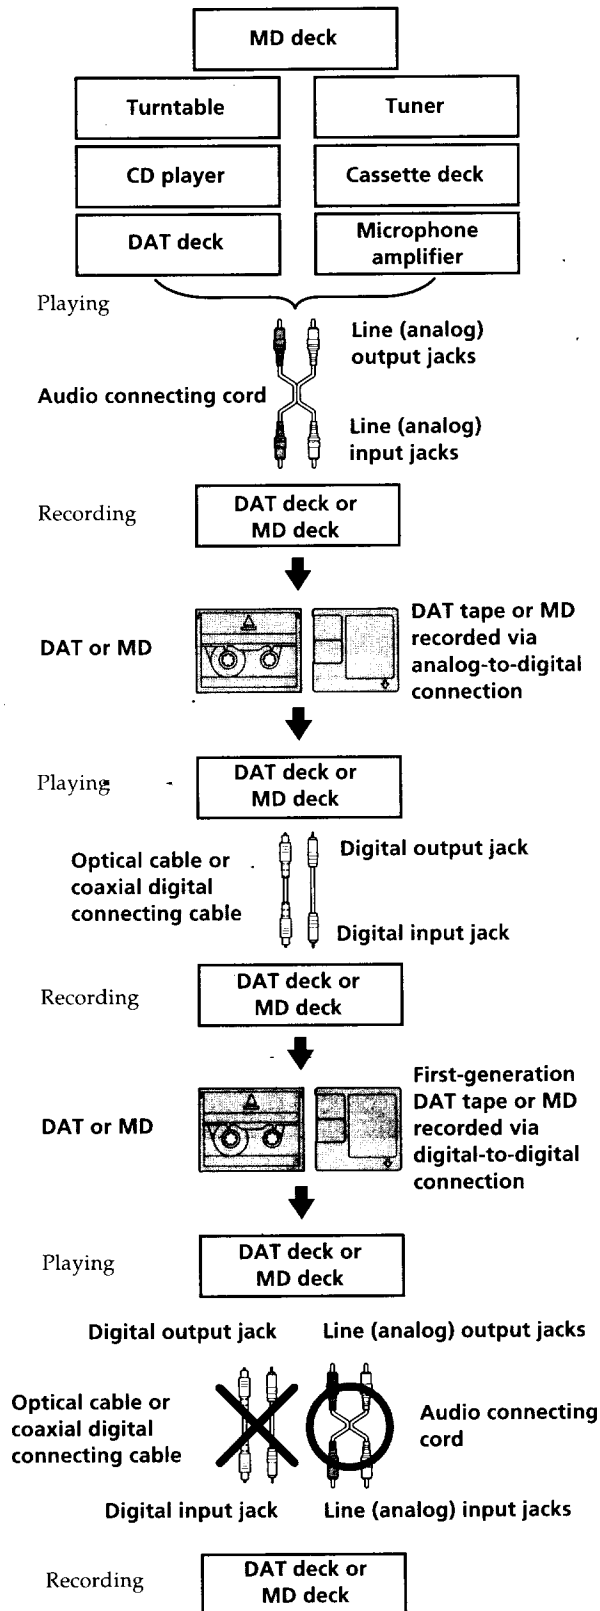 MD deck
Turntable
Tuner
CD player
Cassette deck
DAT deck
Microphone
amplifier
Playing
Line (analog)
output jacks
Audio connecting cord
Line (analog)
input jacks
Recording
DAT deck or
MD deck
DAT or MD
DAT tape or MD
recorded via
analog-to-digital
connection
Playing
DAT deck or
MD deck
Optical cable or
coaxial digital
connecting cable
Digital output jack
Digital input jack
Recording
DAT deck or
MD deck
DAT or MD
First-generation
DAT tape or MD
recorded via
digital-to-digital
connection
Playing
DAT deck or
MD deck
Digital output jack
Line (analog) output jacks
Optical cable or
coaxial digital
connecting cable
Audio connecting
cord
Digital input jack
Line (analog) input jacks
Recording
DAT deck or
MD deck